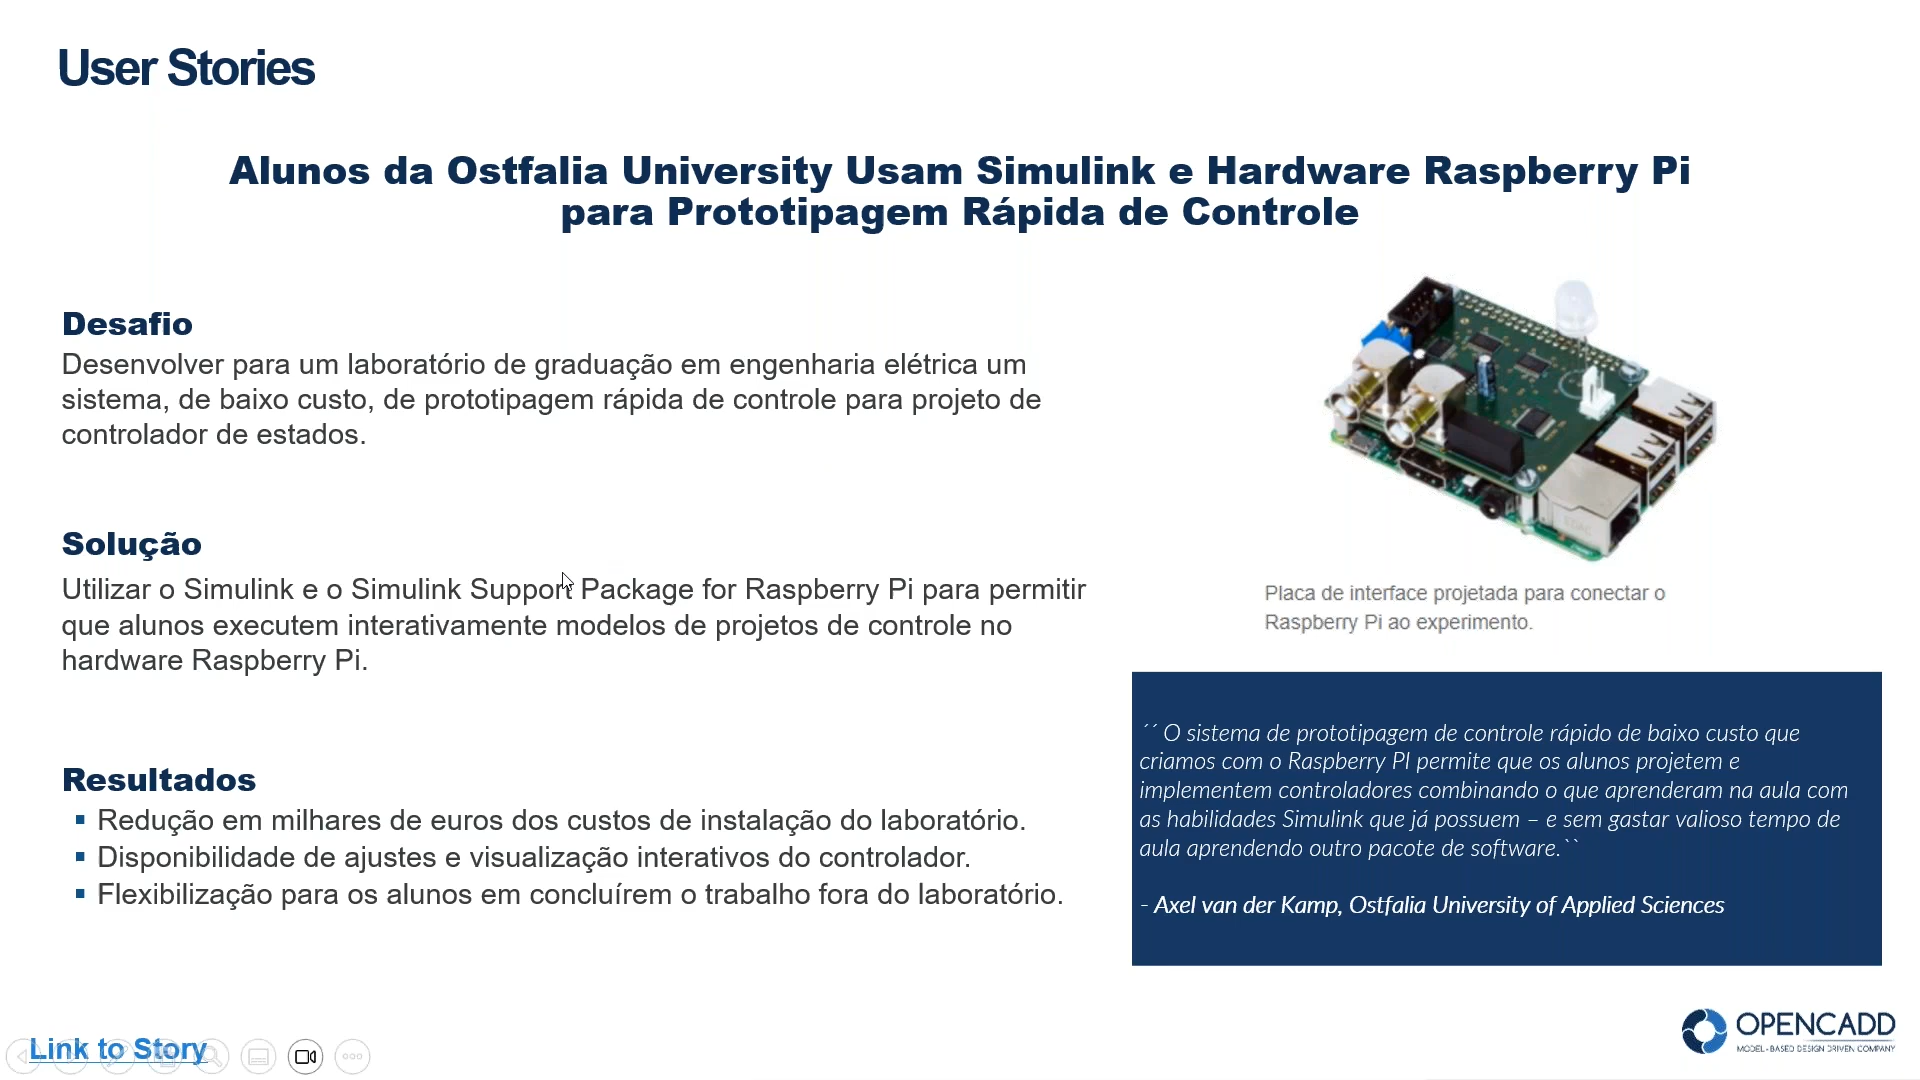 User Stories
Alunos da Ostfalia University Usam Simulink e Hardware Raspberry Pi
para Prototipagem Rápida de Controle
Desafio
Desenvolver para um laboratório de graduação em engenharia elétrica um
sistema, de baixo custo, de prototipagem rápida de controle para projeto de
controlador de estados.
Solução
Utilizar o Simulink e o Simulink Support Package for Raspberry Pi para permitir
que alunos executem interativamente modelos de projetos de controle no
hardware Raspberry Pi.
Resultados
▪ Redução em milhares de euros dos custos de instalação do laboratório.
▪ Disponibilidade de ajustes e visualização interativos do controlador.
▪ Flexibilização para os alunos em concluírem o trabalho fora do laboratório.
Placa de interface projetada para conectar o
Raspberry Pi ao experimento.
´´ O sistema de prototipagem de controle rápido de baixo custo que
criamos com o Raspberry PI permite que os alunos projetem e
implementem controladores combinando o que aprenderam na aula com
as habilidades Simulink que já possuem – e sem gastar valioso tempo de
aula aprendendo outro pacote de software.``
- Axel van der Kamp, Ostfalia University of Applied Sciences
Link to Story
OPENCADD
MODEL-BASED DESIGN DRIVEN COMPANY